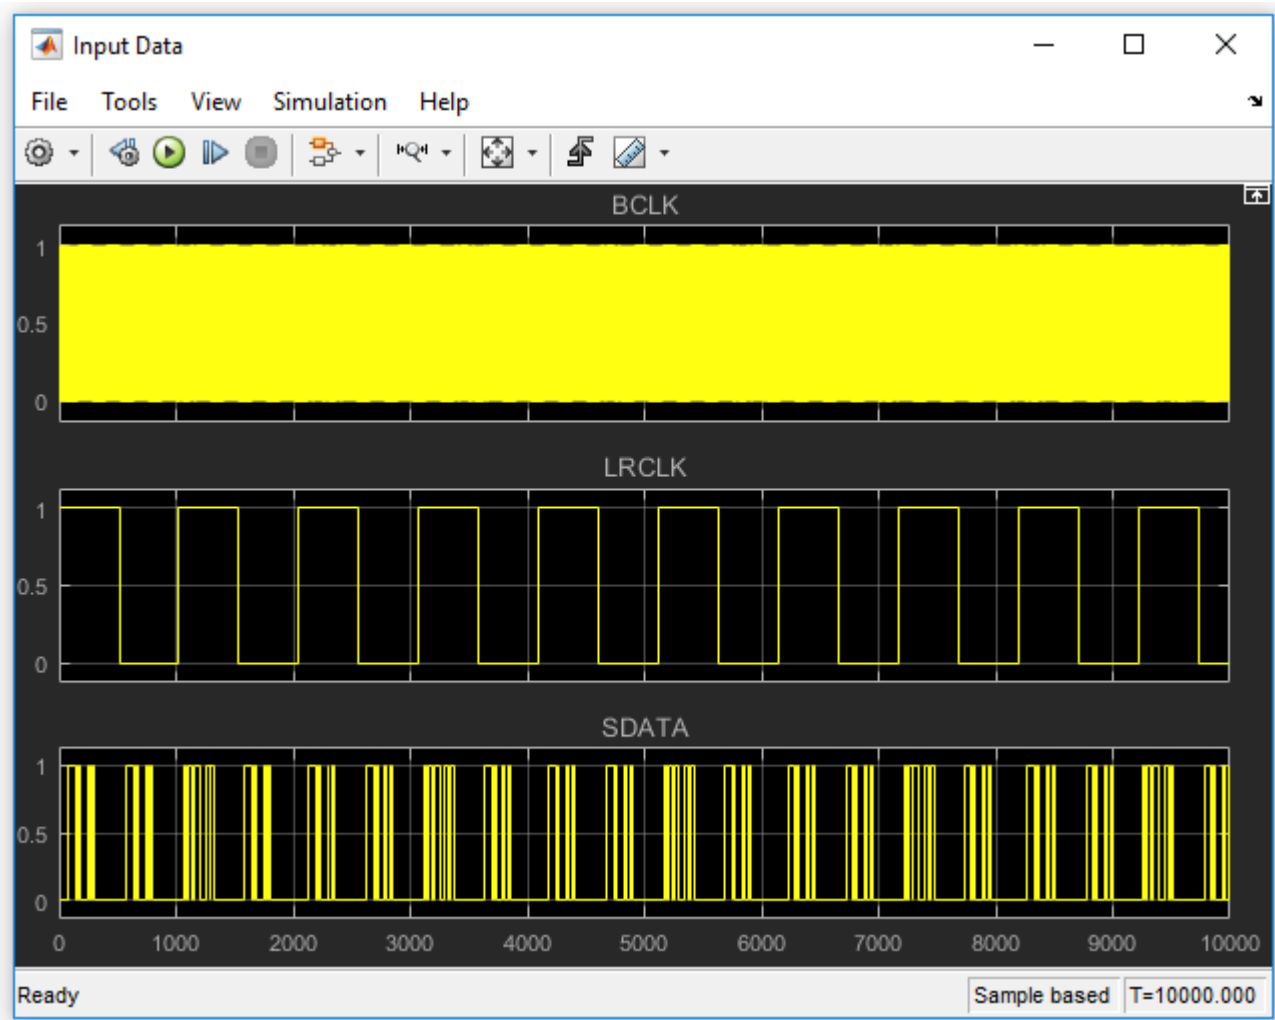 Input Data
File Tools View Simulation Help
BCLK
1
0.5
0
LRCLK
1
0.5
0
SDATA
1
0.5
0
0 1000 2000 3000 4000 5000 6000 7000 8000 9000 10000
Ready Sample based T=10000.000